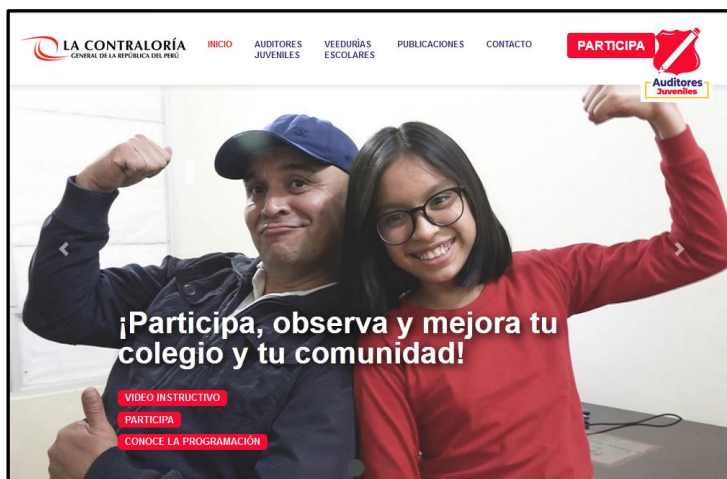 LA CONTRALORÍA
GENERAL DE LA REPÚBLICA DEL PERÚ
INICIO
AUDITORES
JUVENILES
VEEDURÍAS
ESCOLARES
PUBLICACIONES
CONTACTO
PARTICIPA
Auditores
Juveniles
¡Participa, observa y mejora tu
colegio y tu comunidad!
VIDEO INSTRUCTIVO
PARTICIPA
CONOCE LA PROGRAMACIÓN